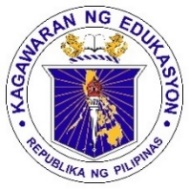 KAGAWARAN NG EDUKASYON
REPUBLIKA NG PILIPINAS